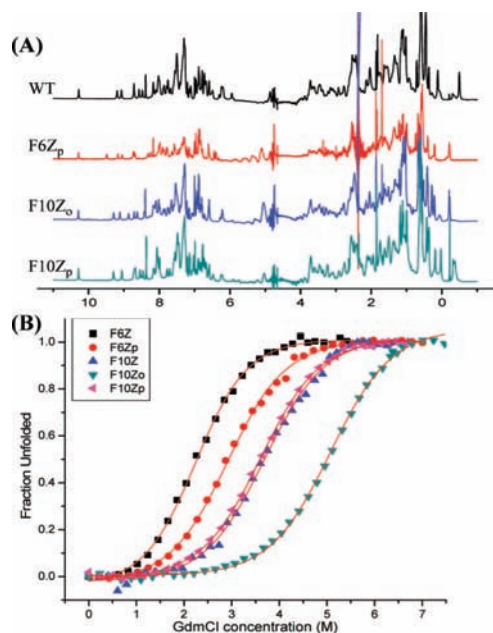 (A)
WT
F6Zp
F10Zo
F10Zp
10 8 6 4 2 0
(B)
F6Z
F6Zp
F10Z
F10Zo
F10Zp
Fraction Unfolded
1.0
0.8
0.6
0.4
0.2
0.0
0 1 2 3 4 5 6 7
GdmCl concentration (M)